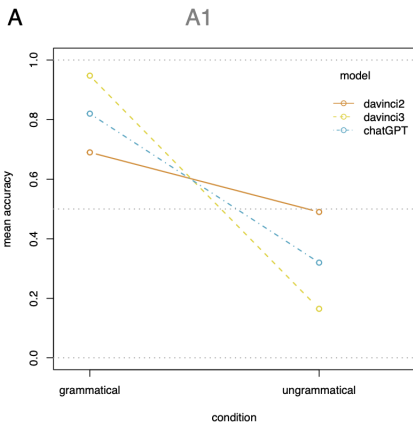 A
A1
model
davinci2
davinci3
chatGPT
mean accuracy
1.0
0.8
0.6
0.4
0.2
0.0
grammatical
ungrammatical
condition